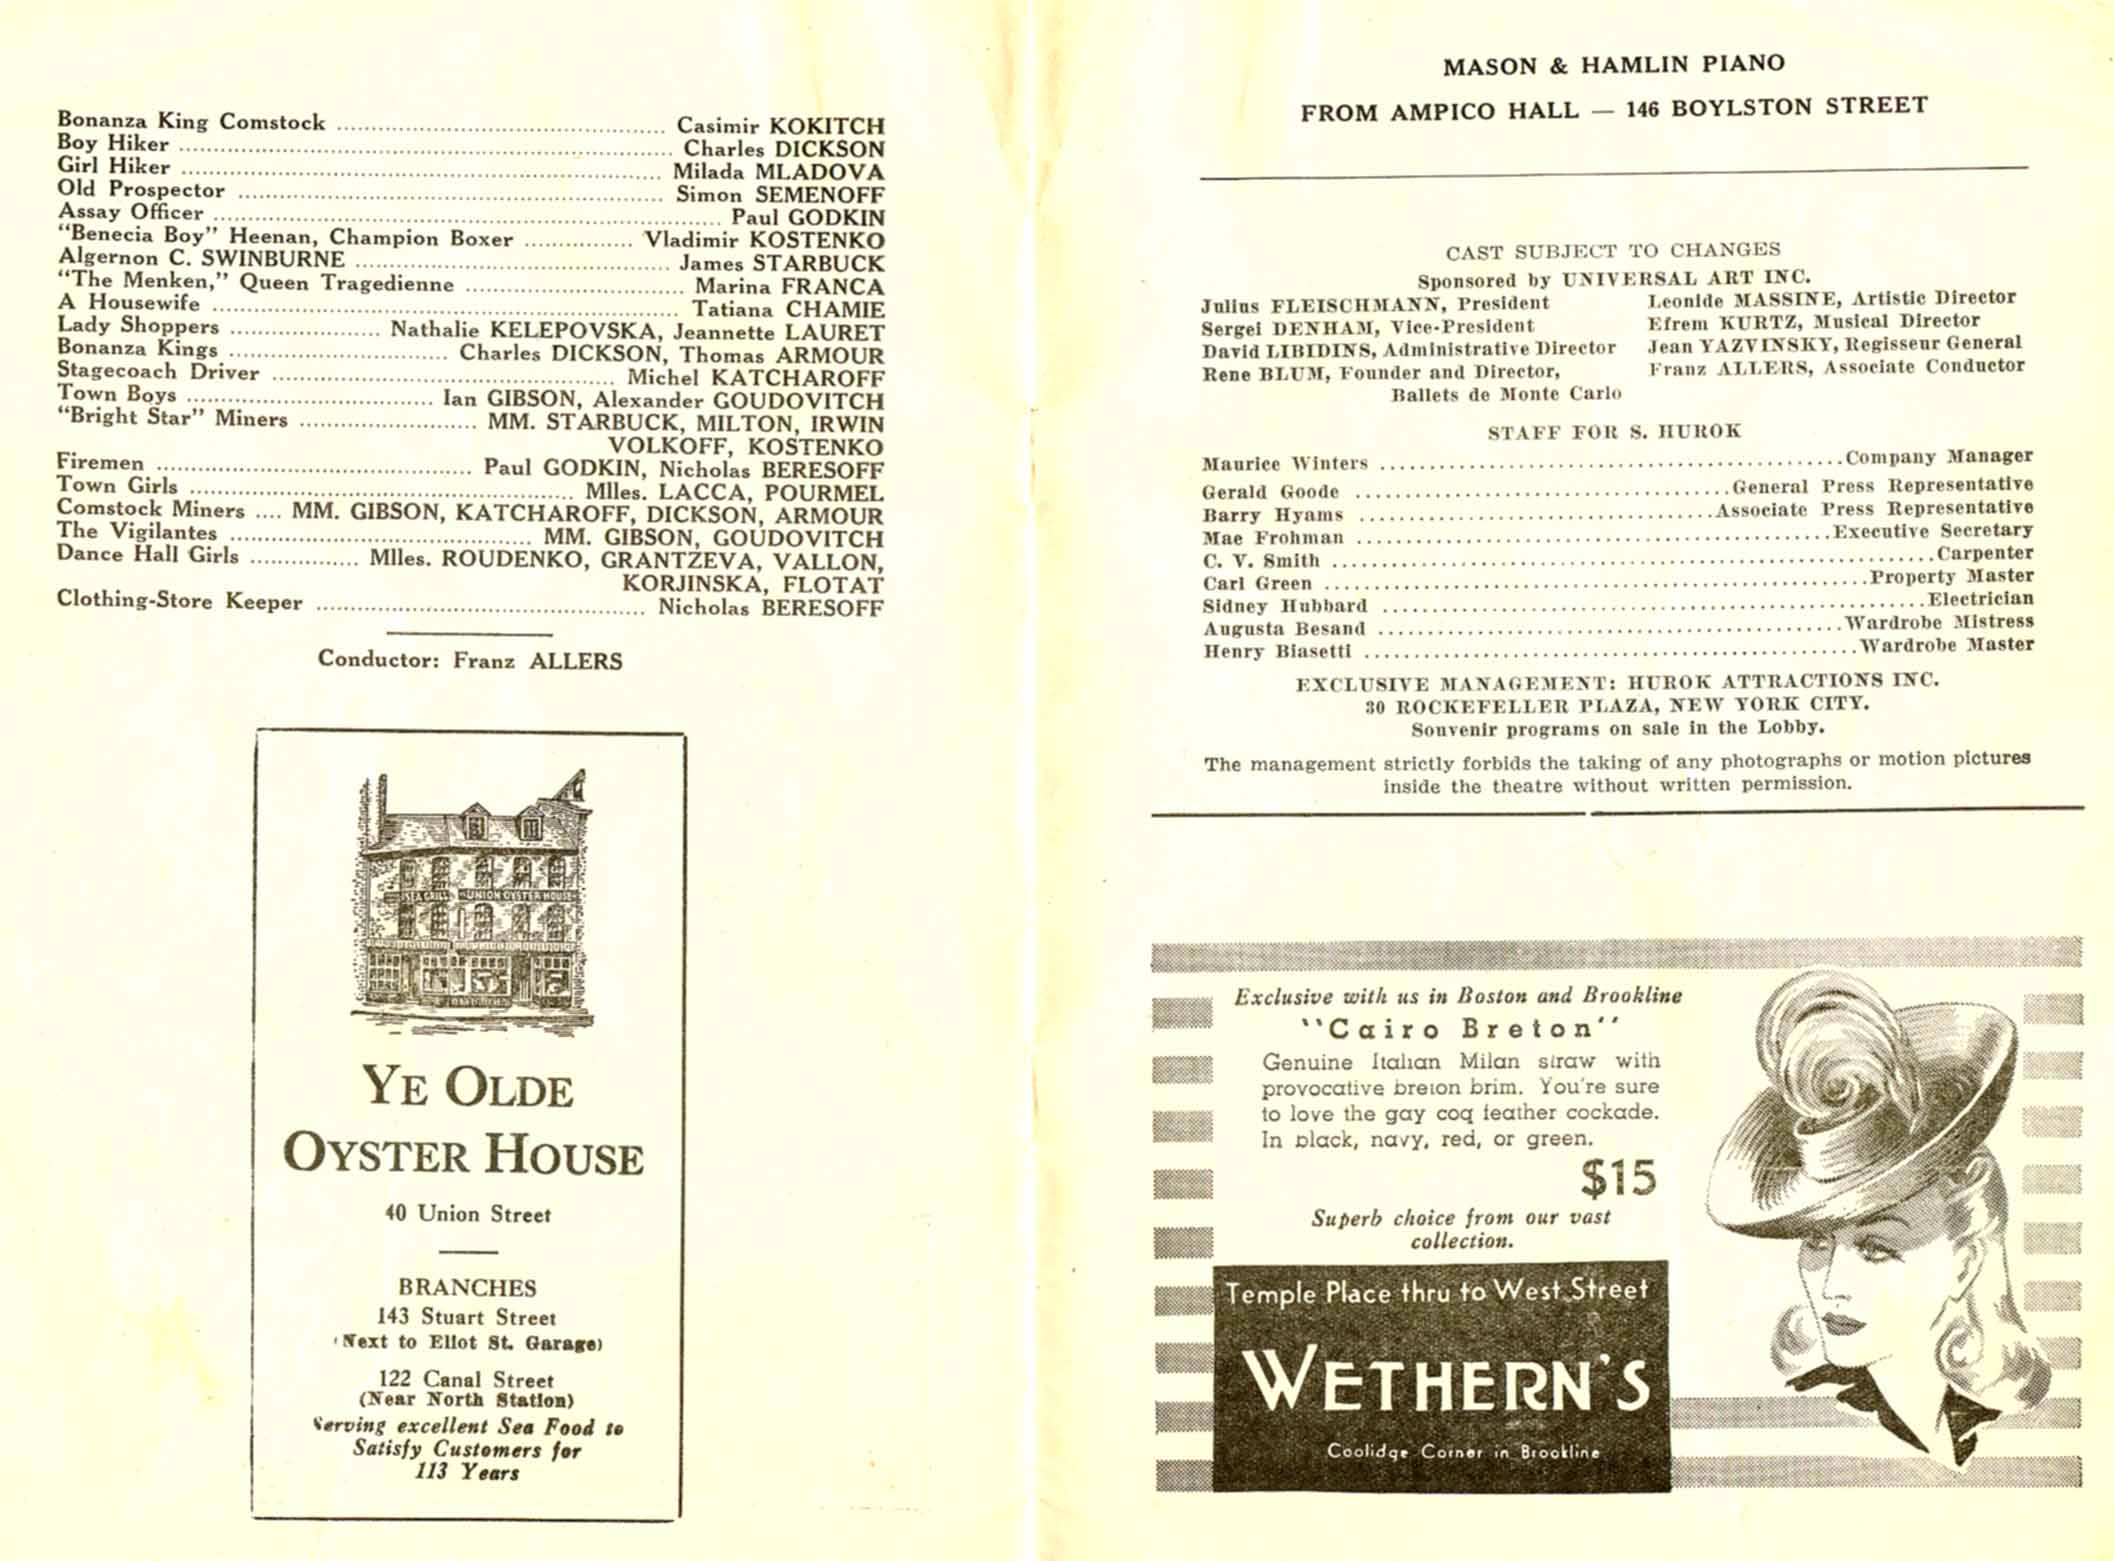 Bonanza King Comstock ........ Casimir KOKITCH
Boy Hiker ........ Charles DICKSON
Girl Hiker ........ Milada MLADOVA
Old Prospector ........ Simon SEMENOFF
Assay Officer ........ Paul GODKIN
"Benecia Boy" Heenan, Champion Boxer ........ Vladimir KOSTENKO
Algernon C. SWINBURNE ........ James STARBUCK
"The Menken," Queen Tragedienne ........ Marina FRANCA
A Housewife ........ Tatiana CHAMIE
Lady Shoppers ........ Nathalie KELEPOVSKA, Jeannette LAURET
Bonanza Kings ........ Charles DICKSON, Thomas ARMOUR
Stagecoach Driver ........ Michel KATCHAROFF
Town Boys ........ Ian GIBSON, Alexander GOUDOVITCH
"Bright Star" Miners ........ MM. STARBUCK, MILTON, IRWIN
VOLKOFF, KOSTENKO
Firemen ........ Paul GODKIN, Nicholas BERESOFF
Town Girls ........ Mlles. LACCA, POURMEL
Comstock Miners .... MM. GIBSON, KATCHAROFF, DICKSON, ARMOUR
The Vigilantes ........ MM. GIBSON, GOUDOVITCH
Dance Hall Girls ........ Mlles. ROUDENKO, GRANTZEVA, VALLON,
KORJINSKA, FLOTAT
Clothing-Store Keeper ........ Nicholas BERESOFF
Conductor: Franz ALLERS
SEA GRILL UNION OYSTER HOUSE
YE OLDE
OYSTER HOUSE
40 Union Street
BRANCHES
143 Stuart Street
(Next to Eliot St. Garage)
122 Canal Street
(Near North Station)
Serving excellent Sea Food to
Satisfy Customers for
113 Years
MASON & HAMLIN PIANO
FROM AMPICO HALL — 146 BOYLSTON STREET
CAST SUBJECT TO CHANGES
Sponsored by UNIVERSAL ART INC.
Julius FLEISCHMANN, President
Sergei DENHAM, Vice-President
David LIBIDINS, Administrative Director
Rene BLUM, Founder and Director,
Ballets de Monte Carlo
Leonide MASSINE, Artistic Director
Efrem KURTZ, Musical Director
Jean YAZVINSKY, Regisseur General
Franz ALLERS, Associate Conductor
STAFF FOR S. HUROK
Maurice Winters ........ Company Manager
Gerald Goode ........ General Press Representative
Barry Hyams ........ Associate Press Representative
Mae Frohman ........ Executive Secretary
C. V. Smith ........ Carpenter
Carl Green ........ Property Master
Sidney Hubbard ........ Electrician
Augusta Besand ........ Wardrobe Mistress
Henry Biasetti ........ Wardrobe Master
EXCLUSIVE MANAGEMENT: HUROK ATTRACTIONS INC.
30 ROCKEFELLER PLAZA, NEW YORK CITY.
Souvenir programs on sale in the Lobby.
The management strictly forbids the taking of any photographs or motion pictures
inside the theatre without written permission.
Exclusive with us in Boston and Brookline
"Cairo Breton"
Genuine Italian Milan straw with
provocative breton brim. You're sure
to love the gay coq feather cockade.
In black, navy, red, or green.
$15
Superb choice from our vast
collection.
Temple Place thru to West Street
WETHERN'S
Coolidge Corner in Brookline